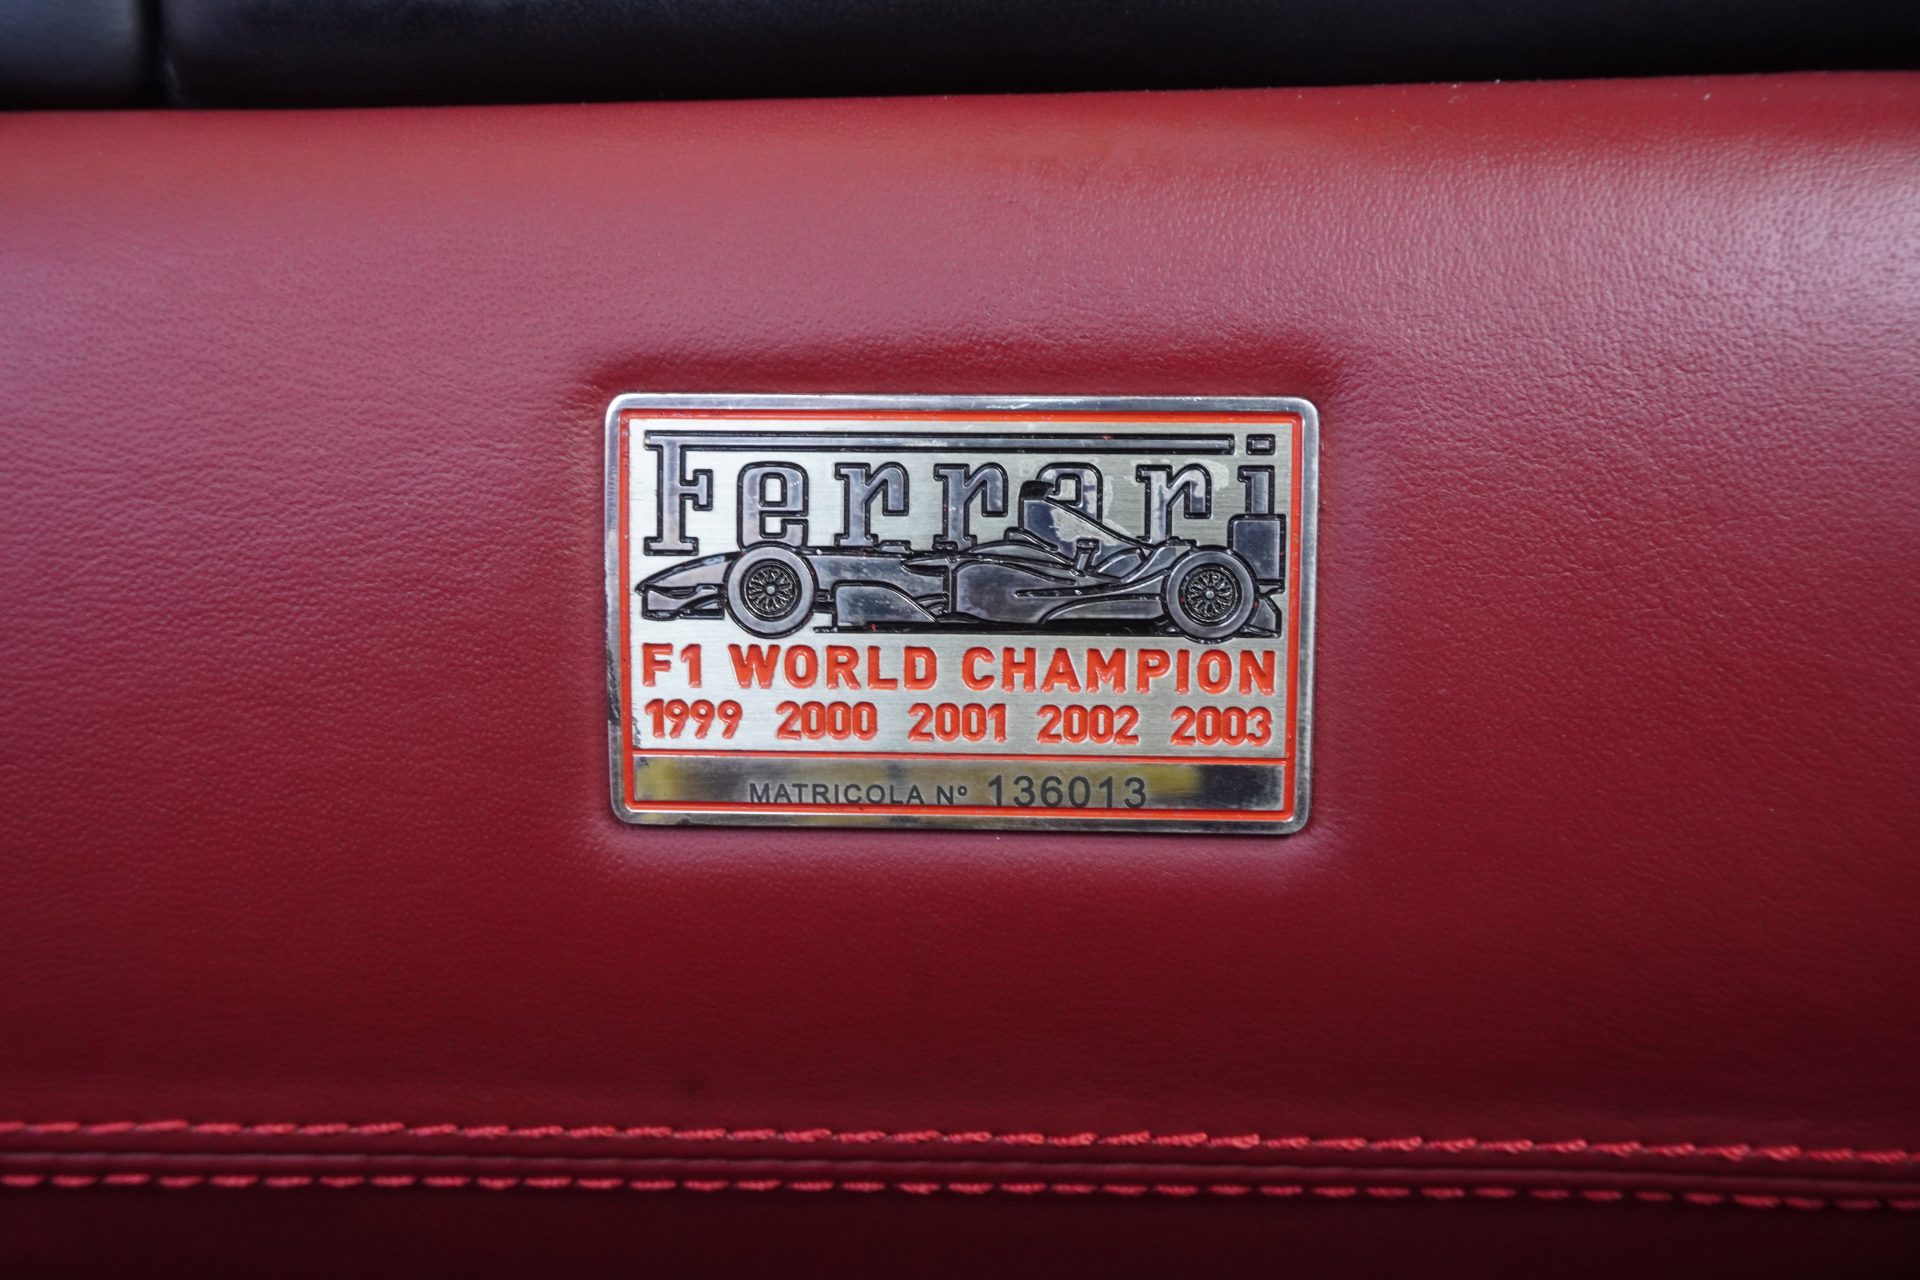 Ferrari
F1 WORLD CHAMPION
1999 2000 2001 2002 2003
MATRICOLA Nº 136013